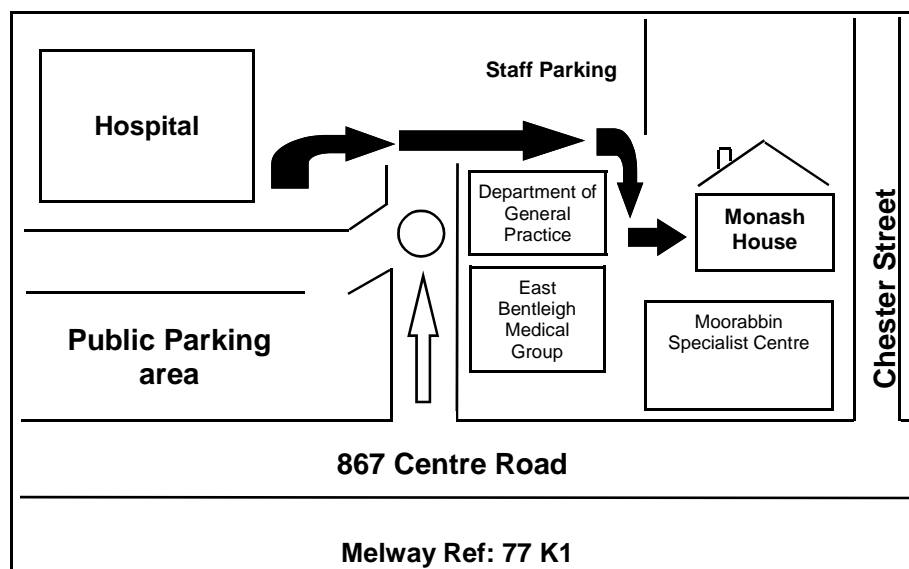 Staff Parking
Hospital
Department of
General
Practice
Monash
House
East
Bentleigh
Medical
Group
Moorabbin
Specialist Centre
Chester Street
Public Parking
area
867 Centre Road
Melway Ref: 77 K1